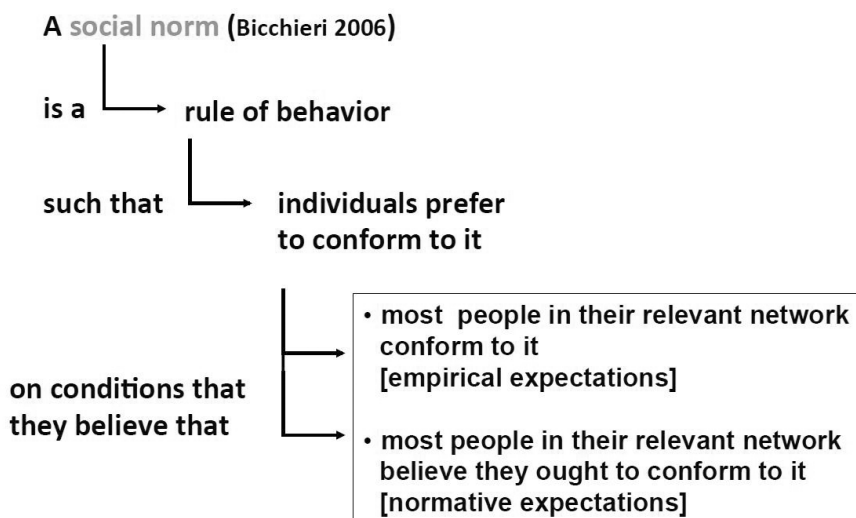 A social norm (Bicchieri 2006)
is a
rule of behavior
such that
individuals prefer
to conform to it
on conditions that
they believe that
• most people in their relevant network
conform to it
[empirical expectations]
• most people in their relevant network
believe they ought to conform to it
[normative expectations]